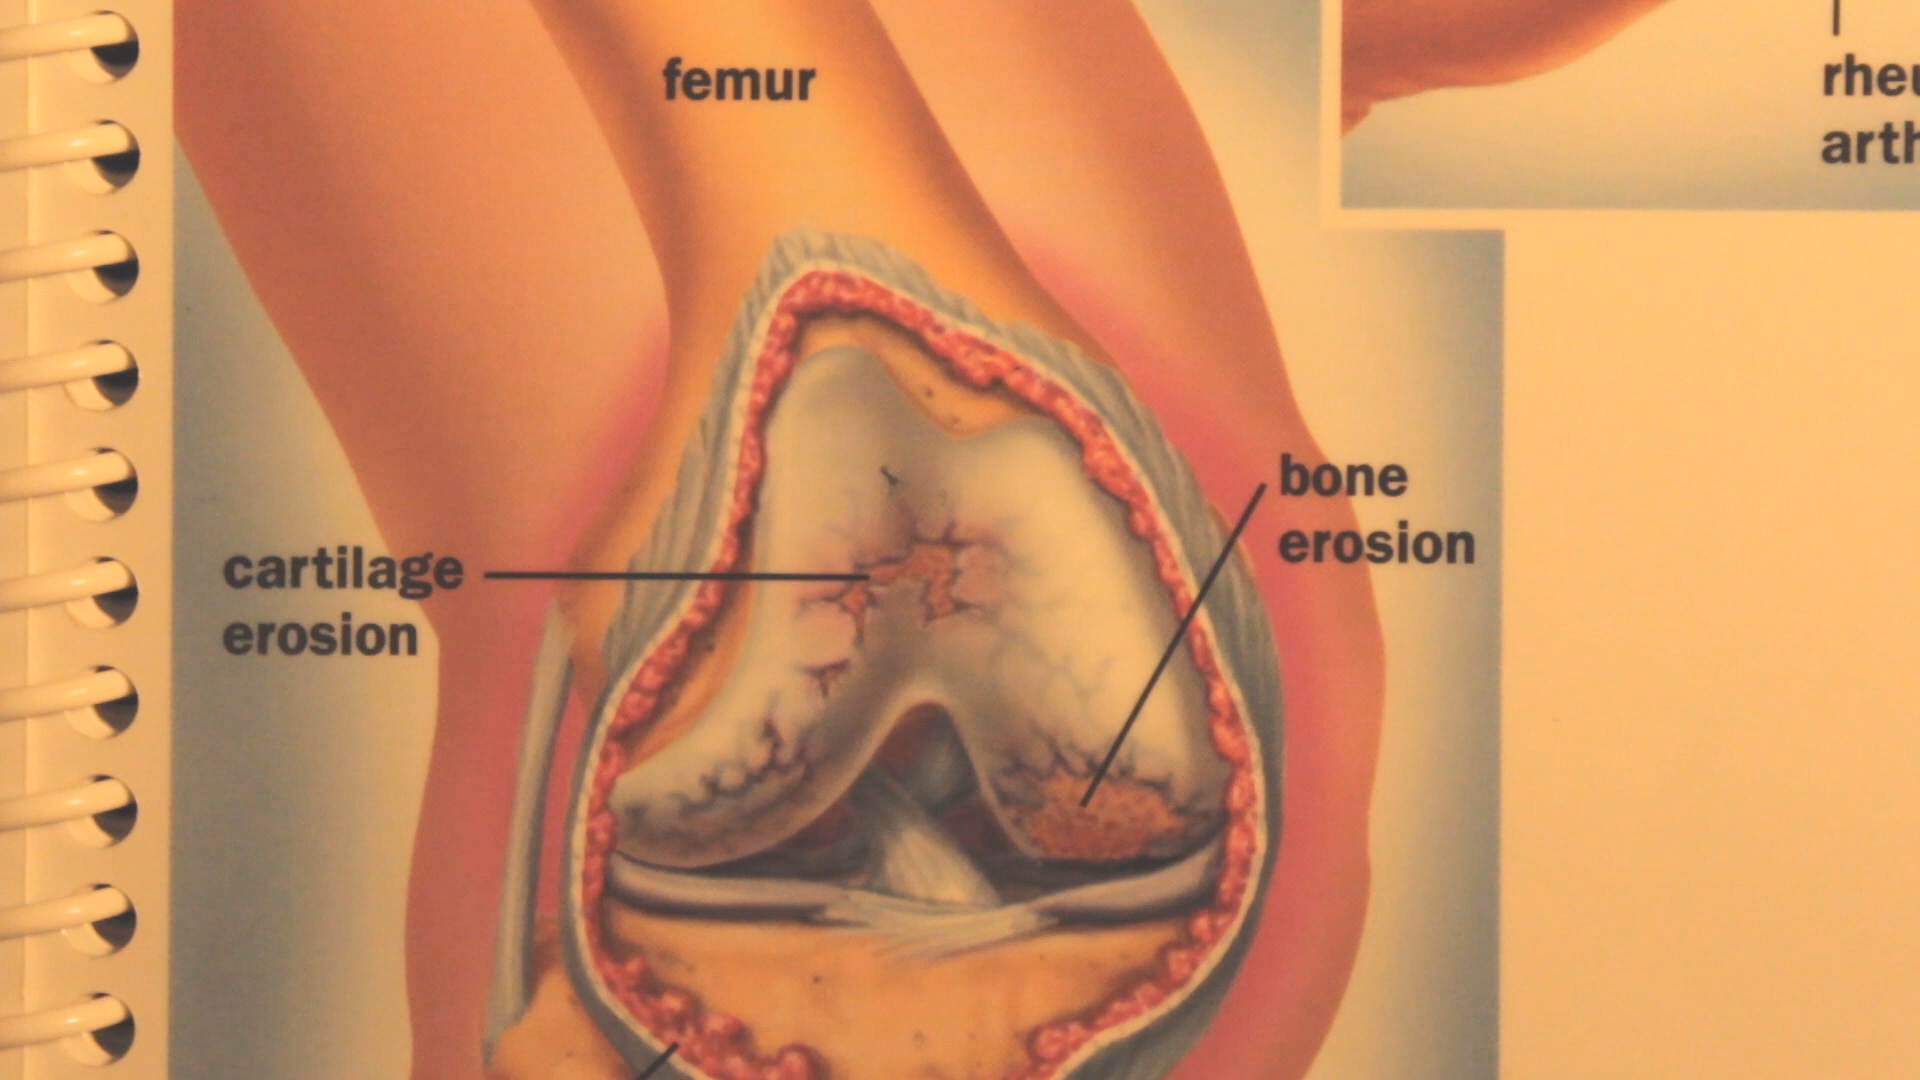 femur
cartilage
erosion
bone
erosion